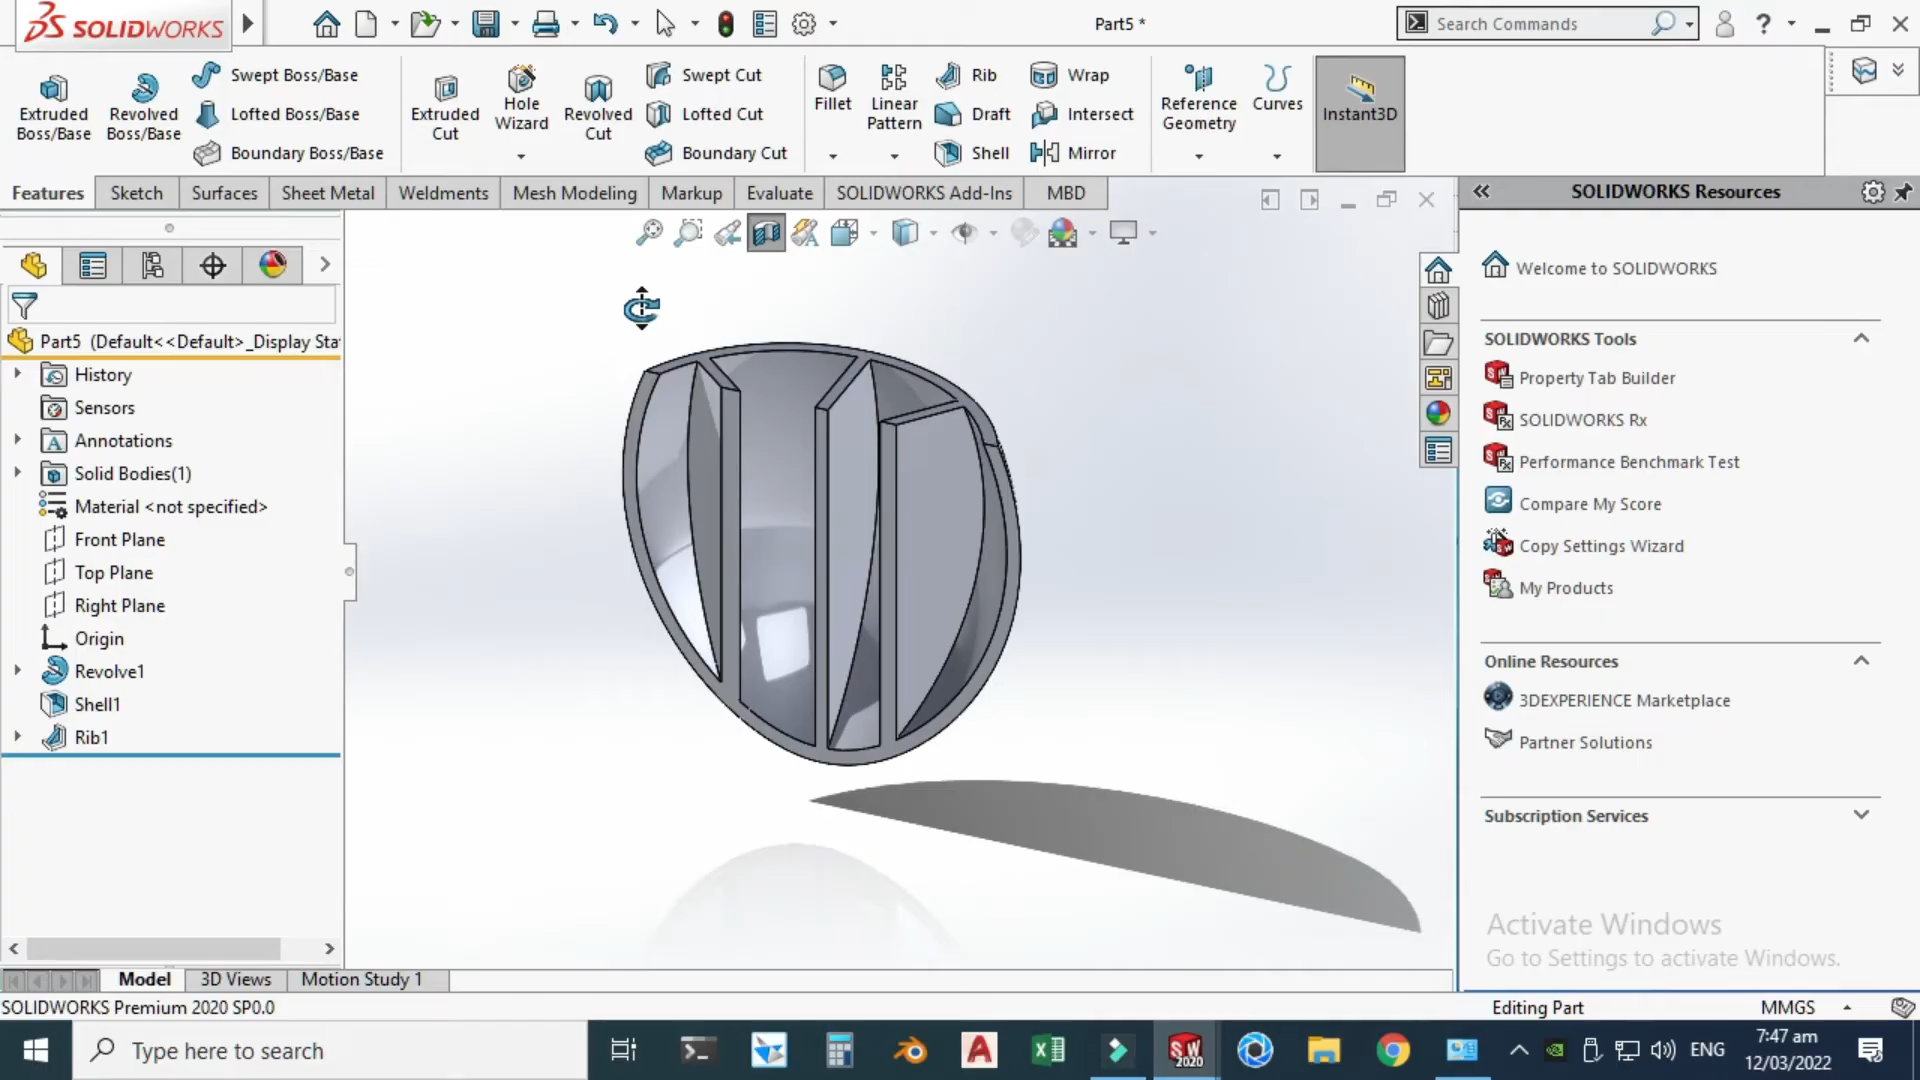 SOLIDWORKS
Part5 *
Search Commands
Extruded Boss/Base
Revolved Boss/Base
Swept Boss/Base
Lofted Boss/Base
Boundary Boss/Base
Extruded Cut
Hole Wizard
Revolved Cut
Swept Cut
Lofted Cut
Boundary Cut
Fillet
Linear Pattern
Rib
Draft
Shell
Wrap
Intersect
Mirror
Reference Geometry
Curves
Instant3D
Features
Sketch
Surfaces
Sheet Metal
Weldments
Mesh Modeling
Markup
Evaluate
SOLIDWORKS Add-Ins
MBD
Part5 (Default<<Default>_Display Sta
History
Sensors
Annotations
Solid Bodies(1)
Material <not specified>
Front Plane
Top Plane
Right Plane
Origin
Revolve1
Shell1
Rib1
SOLIDWORKS Resources
Welcome to SOLIDWORKS
SOLIDWORKS Tools
Property Tab Builder
SOLIDWORKS Rx
Performance Benchmark Test
Compare My Score
Copy Settings Wizard
My Products
Online Resources
3DEXPERIENCE Marketplace
Partner Solutions
Subscription Services
Activate Windows
Go to Settings to activate Windows.
Model
3D Views
Motion Study 1
SOLIDWORKS Premium 2020 SP0.0
Editing Part
MMGS
Type here to search
SW 2020
ENG
7:47 am
12/03/2022